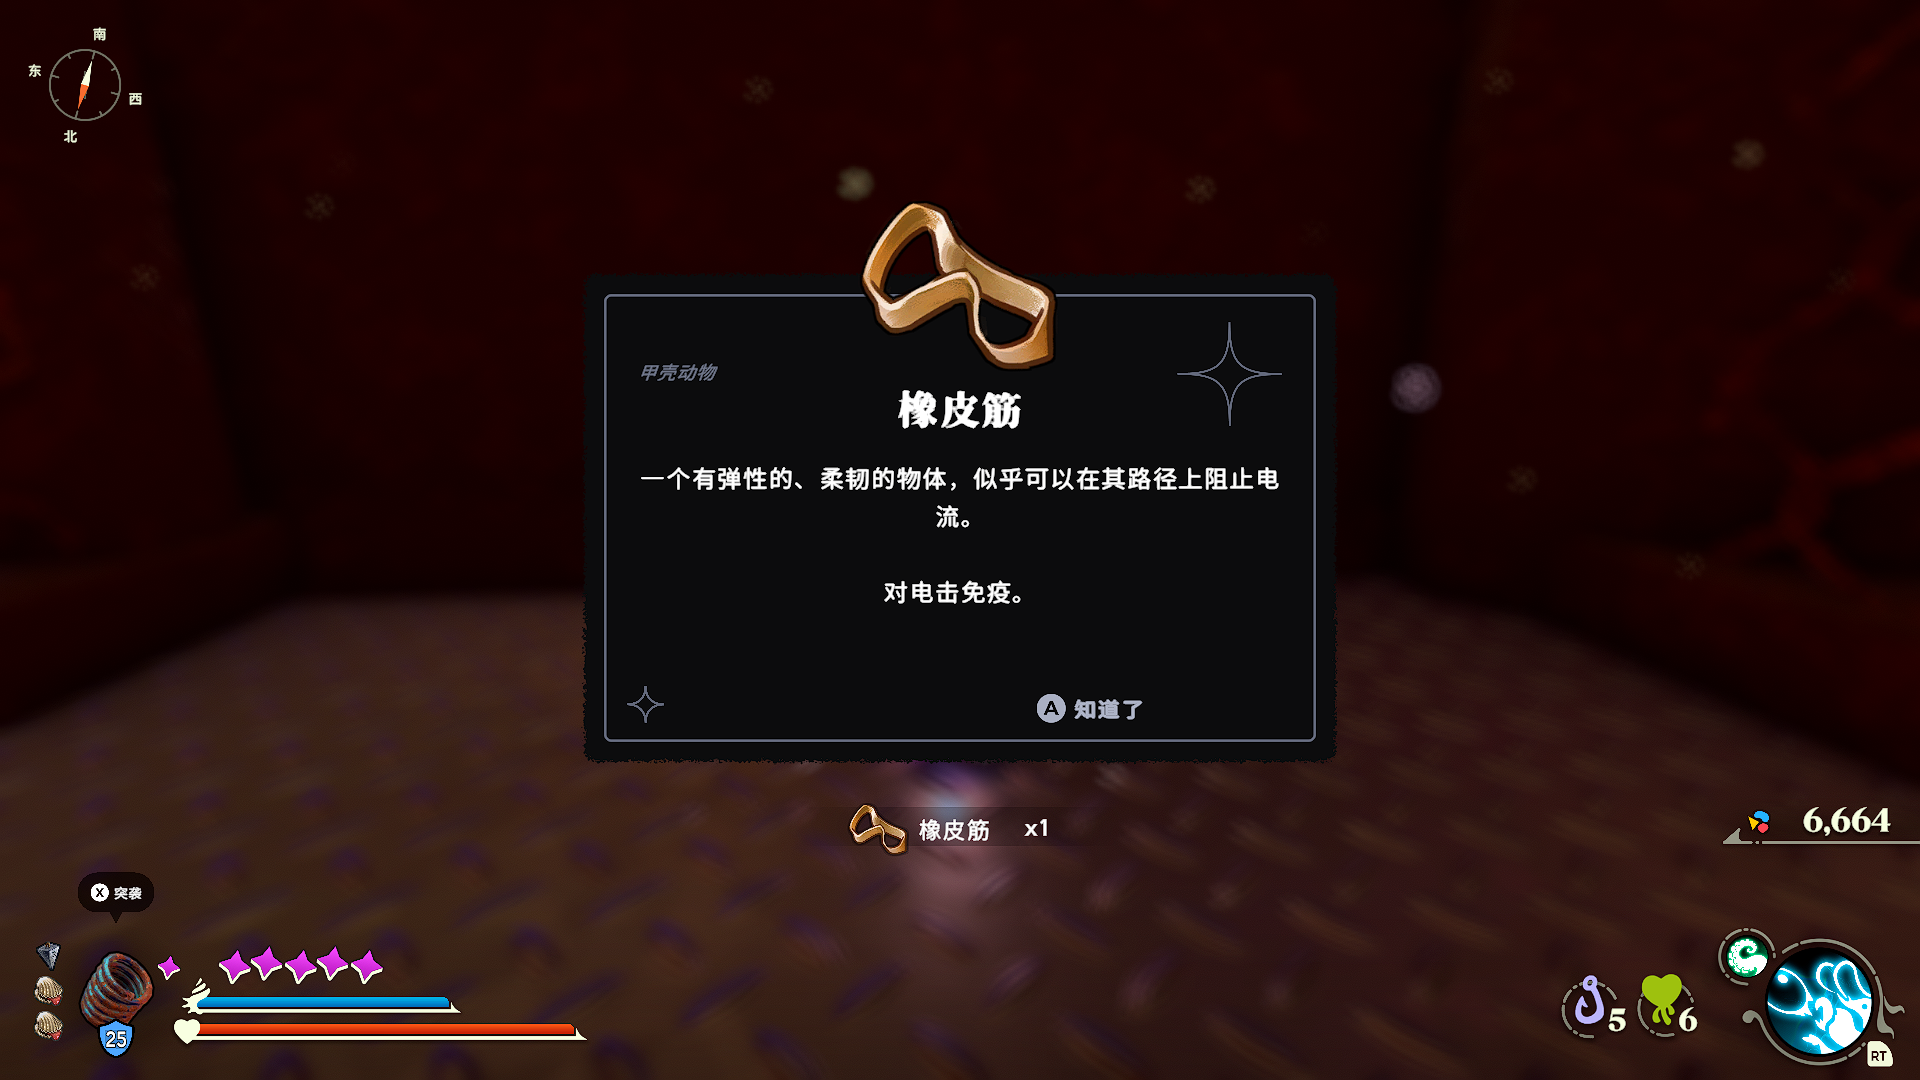 南
东
西
北
甲壳动物
橡皮筋
一个有弹性的、柔韧的物体，似乎可以在其路径上阻止电
流。
对电击免疫。
A 知道了
橡皮筋 x1
6,664
X 突袭
25
5
6
RT